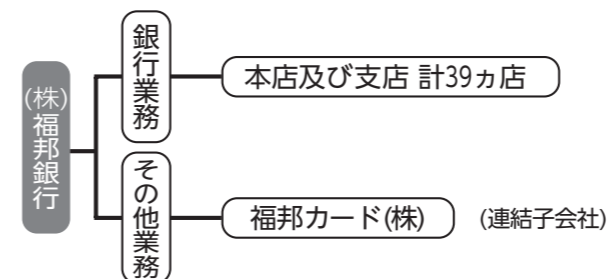 (株)福邦銀行
銀行業務
本店及び支店 計39ヵ店
その他業務
福邦カード(株) (連結子会社)